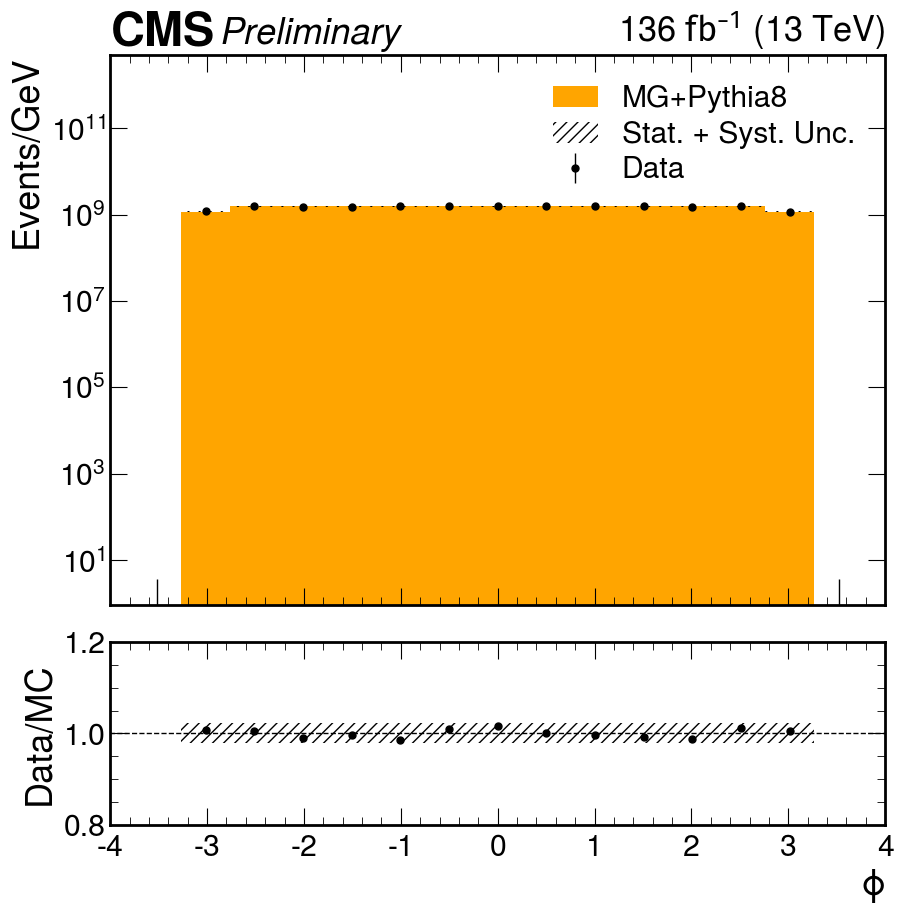 CMS Preliminary 136 fb⁻¹ (13 TeV)
Events/GeV
MG+Pythia8
Stat. + Syst. Unc.
Data
10¹¹
10⁹
10⁷
10⁵
10³
10¹
Data/MC
1.2
1.0
0.8
-4 -3 -2 -1 0 1 2 3 4
ϕ